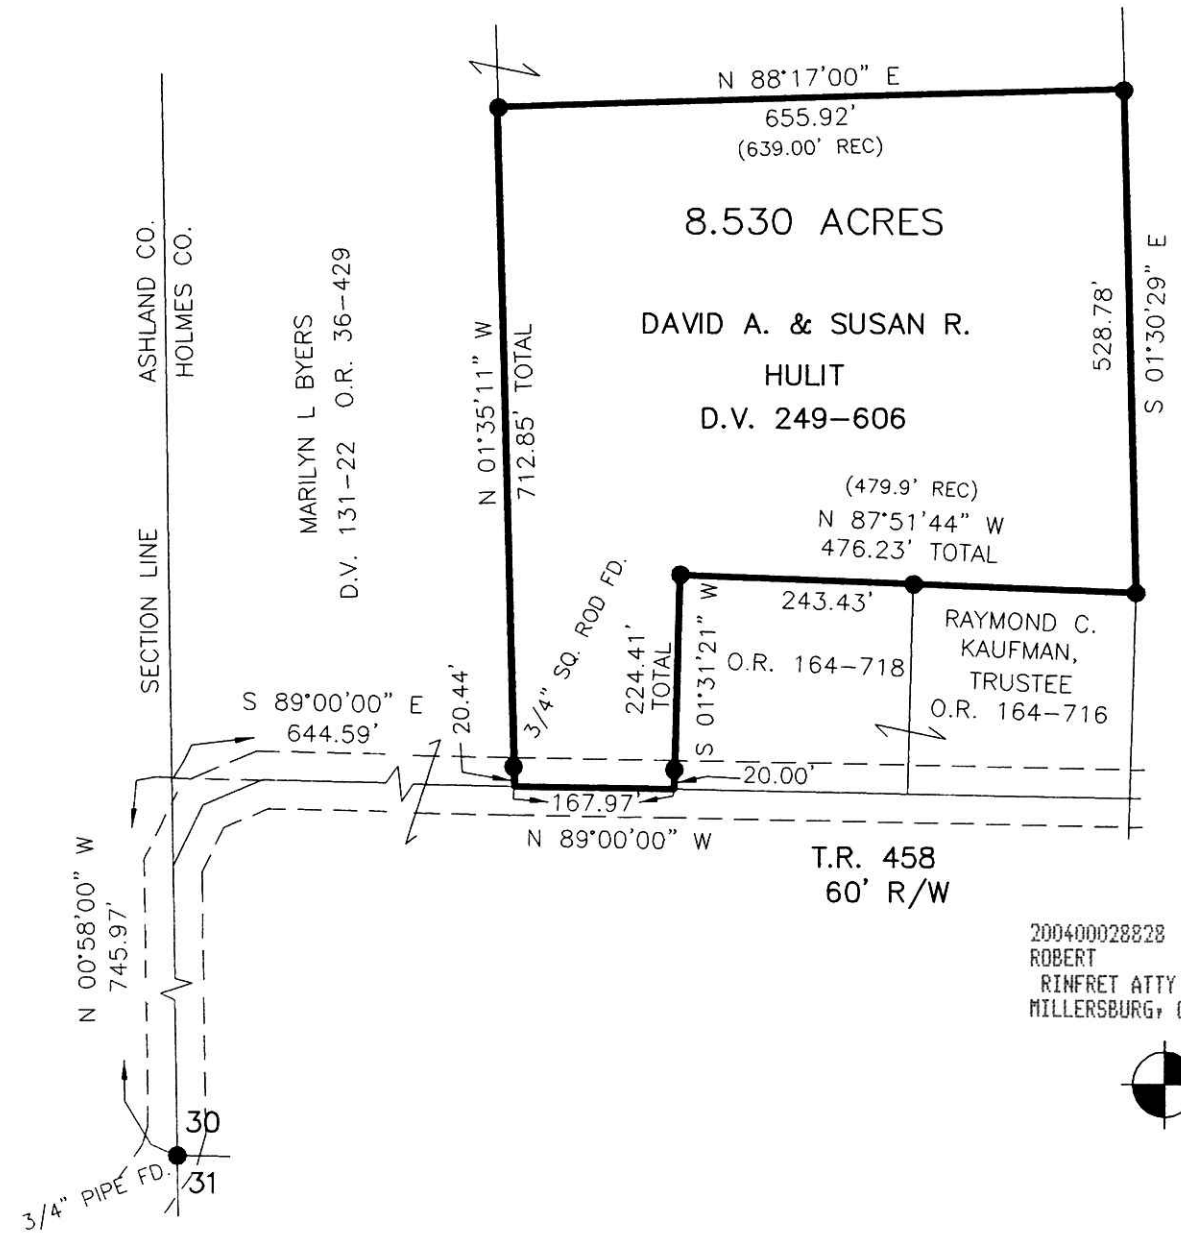 N 88°17'00" E
655.92'
(639.00' REC)
8.530 ACRES
DAVID A. & SUSAN R.
HULIT
D.V. 249-606
ASHLAND CO.
HOLMES CO.
SECTION LINE
MARILYN L BYERS
D.V. 131-22 O.R. 36-429
N 01°35'11" W
712.85' TOTAL
528.78'
S 01°30'29" E
(479.9' REC)
N 87°51'44" W
476.23' TOTAL
243.43'
3/4" SQ. ROD FD.
224.41'
TOTAL
S 01°31'21" W
O.R. 164-718
RAYMOND C.
KAUFMAN,
TRUSTEE
O.R. 164-716
S 89°00'00" E
644.59'
20.44'
20.00'
167.97'
N 89°00'00" W
T.R. 458
60' R/W
N 00°58'00" W
745.97'
200400028828
ROBERT
RINFRET ATTY
MILLERSBURG,
30
31
3/4" PIPE FD.